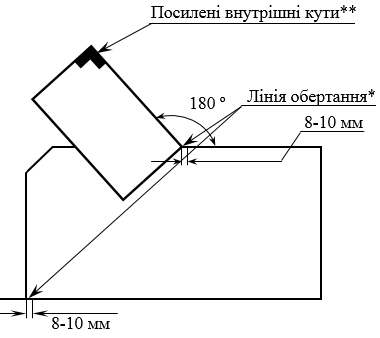 Посилені внутрішні кути**
180 °
Лінія обертання*
8-10 мм
8-10 мм